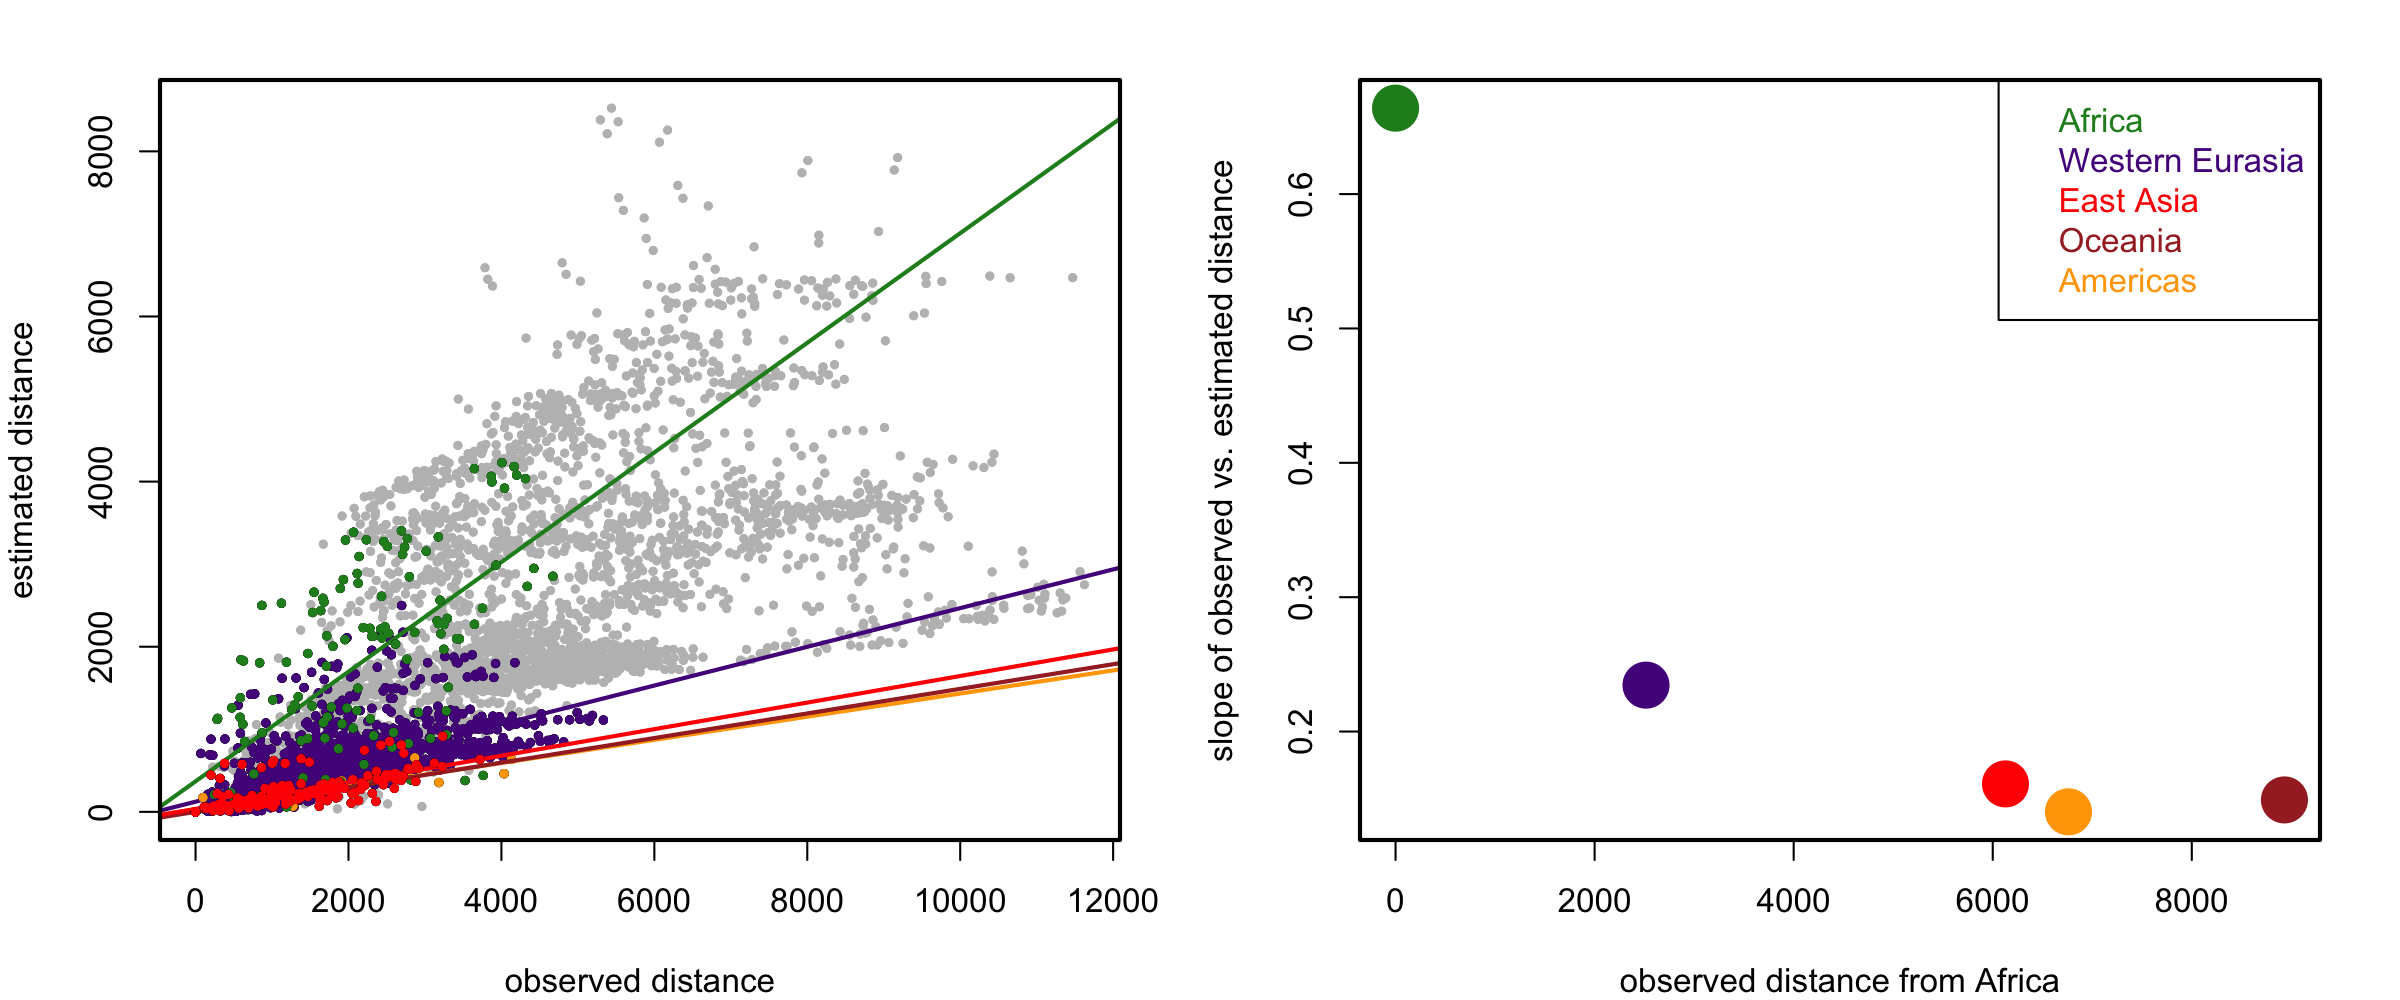 estimated distance
8000
6000
4000
2000
0
0 2000 4000 6000 8000 10000 12000
observed distance
slope of observed vs. estimated distance
0.6
0.5
0.4
0.3
0.2
Africa
Western Eurasia
East Asia
Oceania
Americas
0 2000 4000 6000 8000
observed distance from Africa